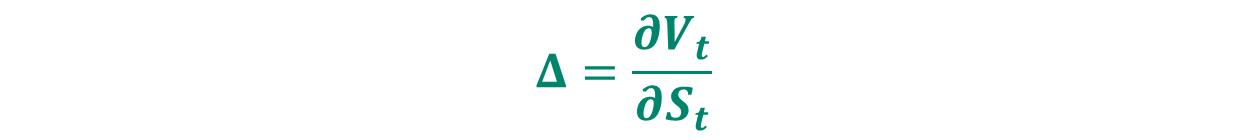 Δ = ∂V_t / ∂S_t